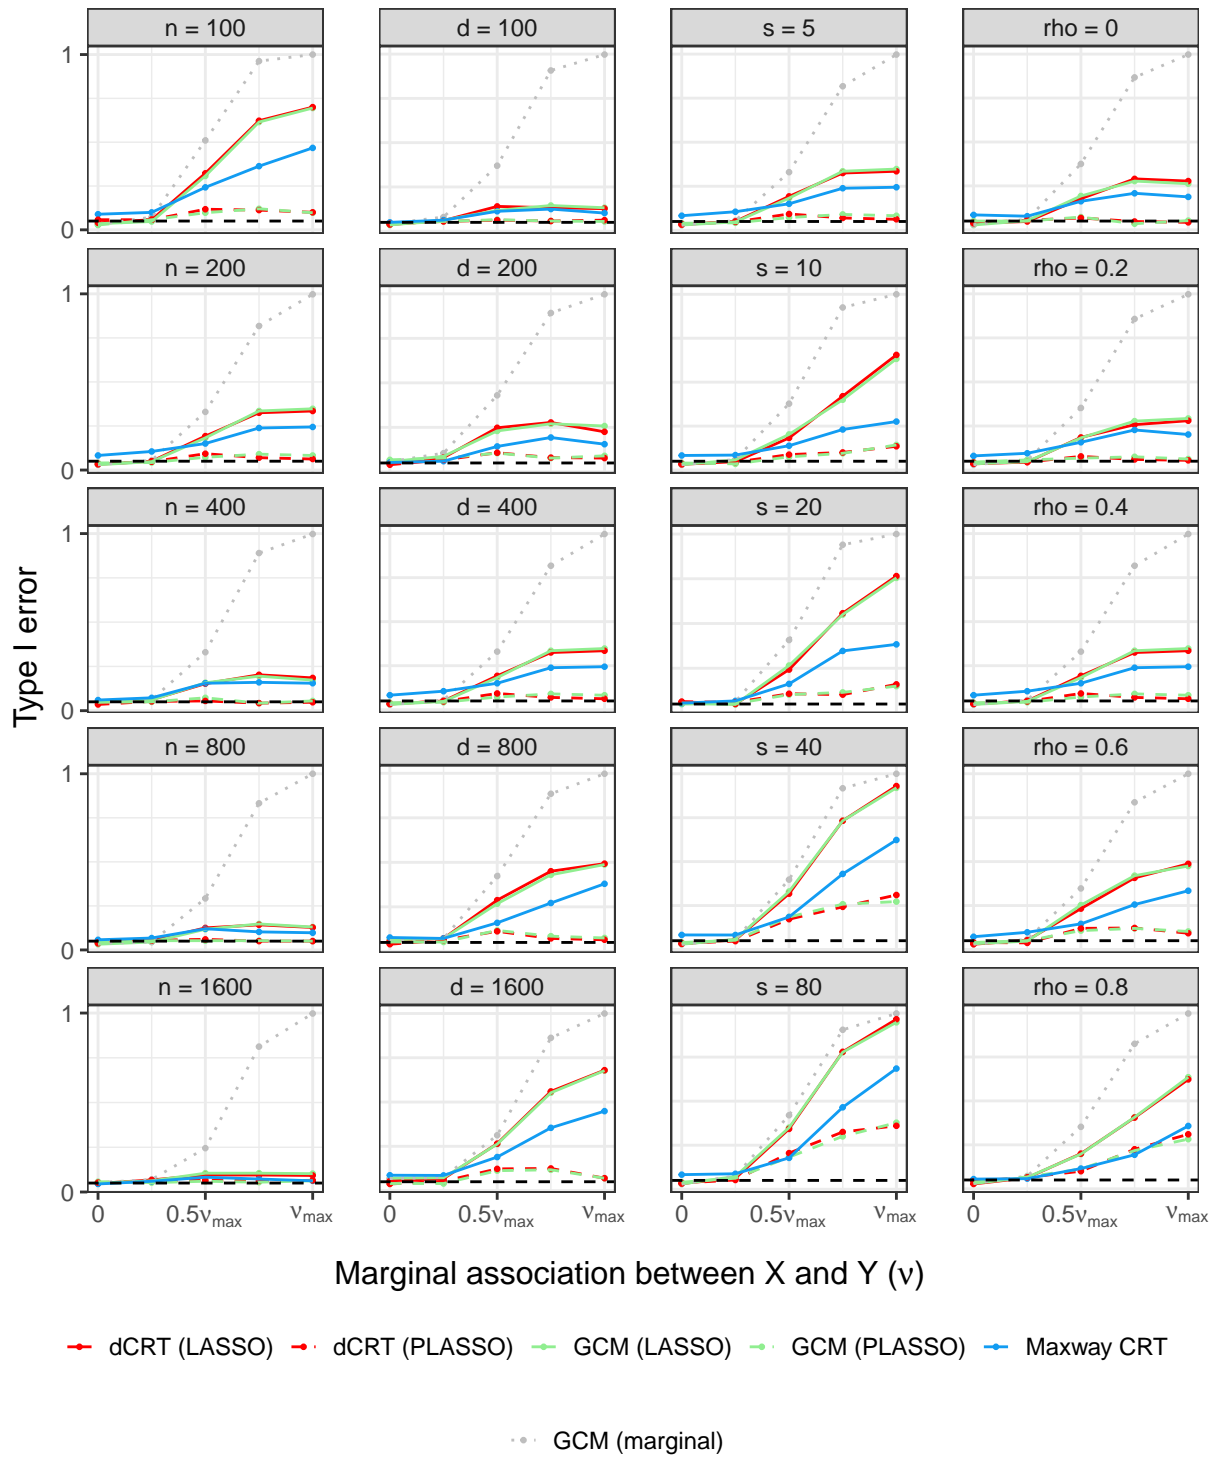 n = 100
d = 100
s = 5
rho = 0
1
0
n = 200
d = 200
s = 10
rho = 0.2
1
0
n = 400
d = 400
s = 20
rho = 0.4
1
0
Type I error
n = 800
d = 800
s = 40
rho = 0.6
1
0
n = 1600
d = 1600
s = 80
rho = 0.8
1
0
0 0.5νmax
0 0.5νmax νmax
0 0.5νmax
0 0.5νmax νmax
Marginal association between X and Y (ν)
dCRT (LASSO) dCRT (PLASSO) GCM (LASSO) GCM (PLASSO) Maxway CRT
GCM (marginal)